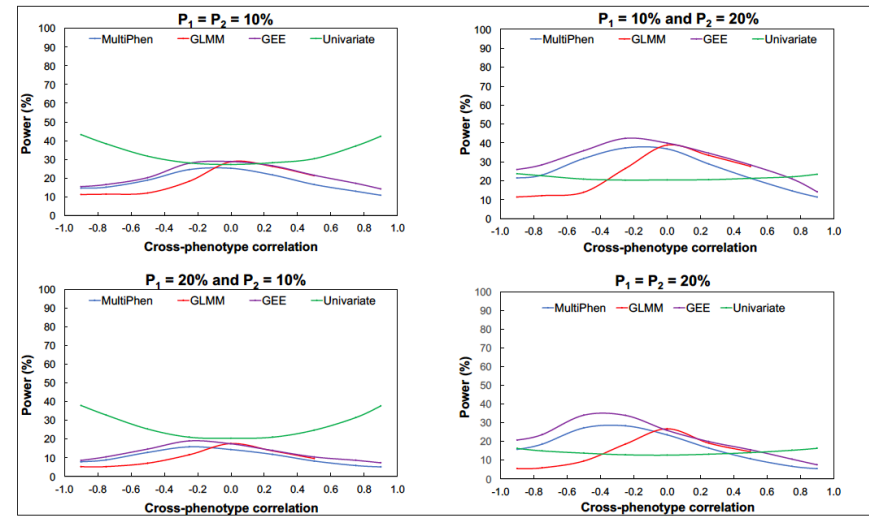 P₁ = P₂ = 10%
MultiPhen GLMM GEE Univariate
Power (%)
100
90
80
70
60
50
40
30
20
10
0
-1.0 -0.8 -0.6 -0.4 -0.2 0.0 0.2 0.4 0.6 0.8 1.0
Cross-phenotype correlation
P₁ = 10% and P₂ = 20%
MultiPhen GLMM GEE Univariate
Power (%)
100
90
80
70
60
50
40
30
20
10
0
-1.0 -0.8 -0.6 -0.4 -0.2 0.0 0.2 0.4 0.6 0.8 1.0
Cross-phenotype correlation
P₁ = 20% and P₂ = 10%
MultiPhen GLMM GEE Univariate
Power (%)
100
90
80
70
60
50
40
30
20
10
0
-1.0 -0.8 -0.6 -0.4 -0.2 0.0 0.2 0.4 0.6 0.8 1.0
Cross-phenotype correlation
P₁ = P₂ = 20%
MultiPhen GLMM GEE Univariate
Power (%)
100
90
80
70
60
50
40
30
20
10
0
-1.0 -0.8 -0.6 -0.4 -0.2 0.0 0.2 0.4 0.6 0.8 1.0
Cross-phenotype correlation